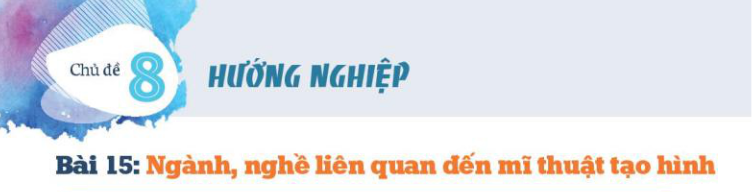 Chủ đề 8 HƯỚNG NGHIỆP
Bài 15: Ngành, nghề liên quan đến mĩ thuật tạo hình